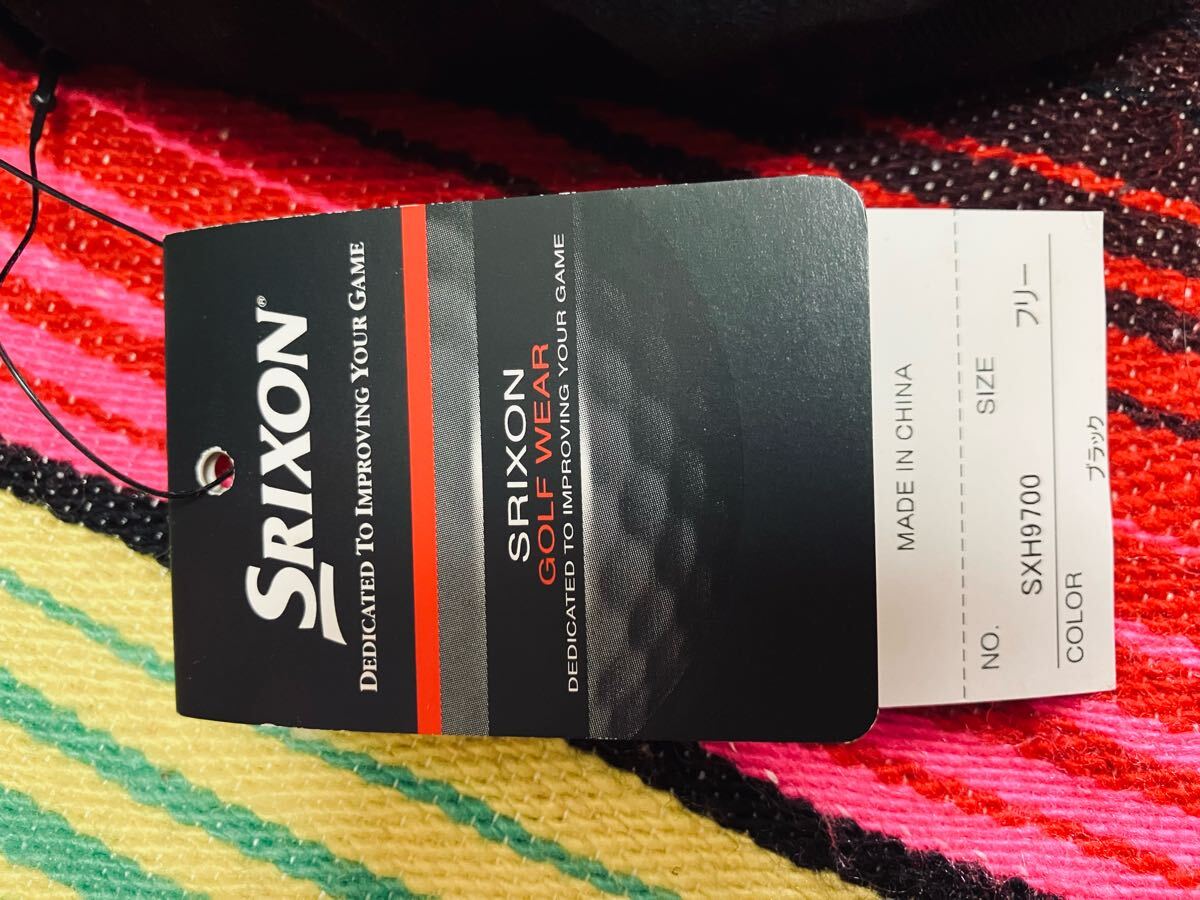 SRIXON®
DEDICATED TO IMPROVING YOUR GAME
SRIXON
GOLF WEAR
DEDICATED TO IMPROVING YOUR GAME
MADE IN CHINA
NO. SIZE
SXH9700 フリー
COLOR
ブラック